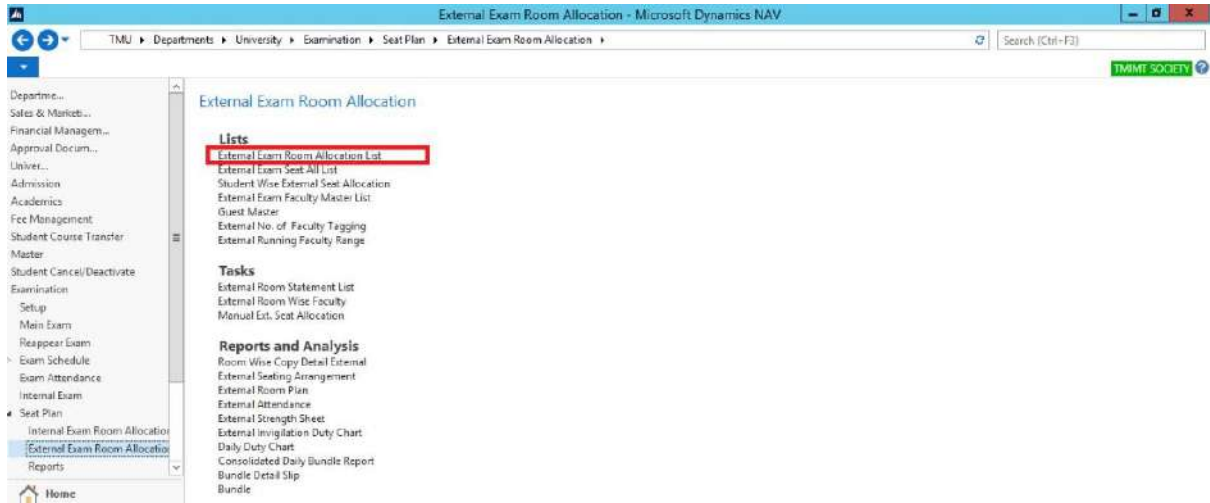 External Exam Room Allocation - Microsoft Dynamics NAV
TMU ▸ Departments ▸ University ▸ Examination ▸ Seat Plan ▸ External Exam Room Allocation ▸
Search (Ctrl+F3)
TMIMT SOCIETY
Departme...
Sales & Marketi...
Financial Managem...
Approval Docum...
Univer...
Admission
Academics
Fee Management
Student Course Transfer
Master
Student Cancel/Deactivate
Examination
Setup
Main Exam
Reappear Exam
Exam Schedule
Exam Attendance
Internal Exam
Seat Plan
Internal Exam Room Allocation
External Exam Room Allocation
Reports
Home
External Exam Room Allocation
Lists
External Exam Room Allocation List
External Exam Seat All List
Student Wise External Seat Allocation
External Exam Faculty Master List
Guest Master
External No. of Faculty Tagging
External Running Faculty Range
Tasks
External Room Statement List
External Room Wise Faculty
Manual Ext. Seat Allocation
Reports and Analysis
Room Wise Copy Detail External
External Seating Arrangement
External Room Plan
External Attendance
External Strength Sheet
External Invigilation Duty Chart
Daily Duty Chart
Consolidated Daily Bundle Report
Bundle Detail Slip
Bundle